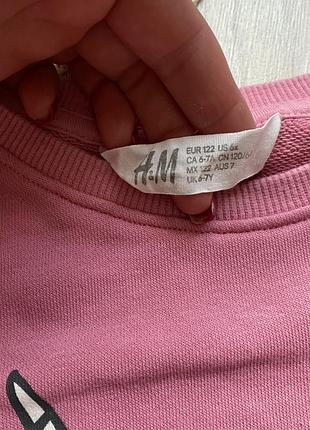 H&M
EUR 122 US 6x
CA 6-7A CN 120/6
MX 122 AUS 7
UK 6-7Y